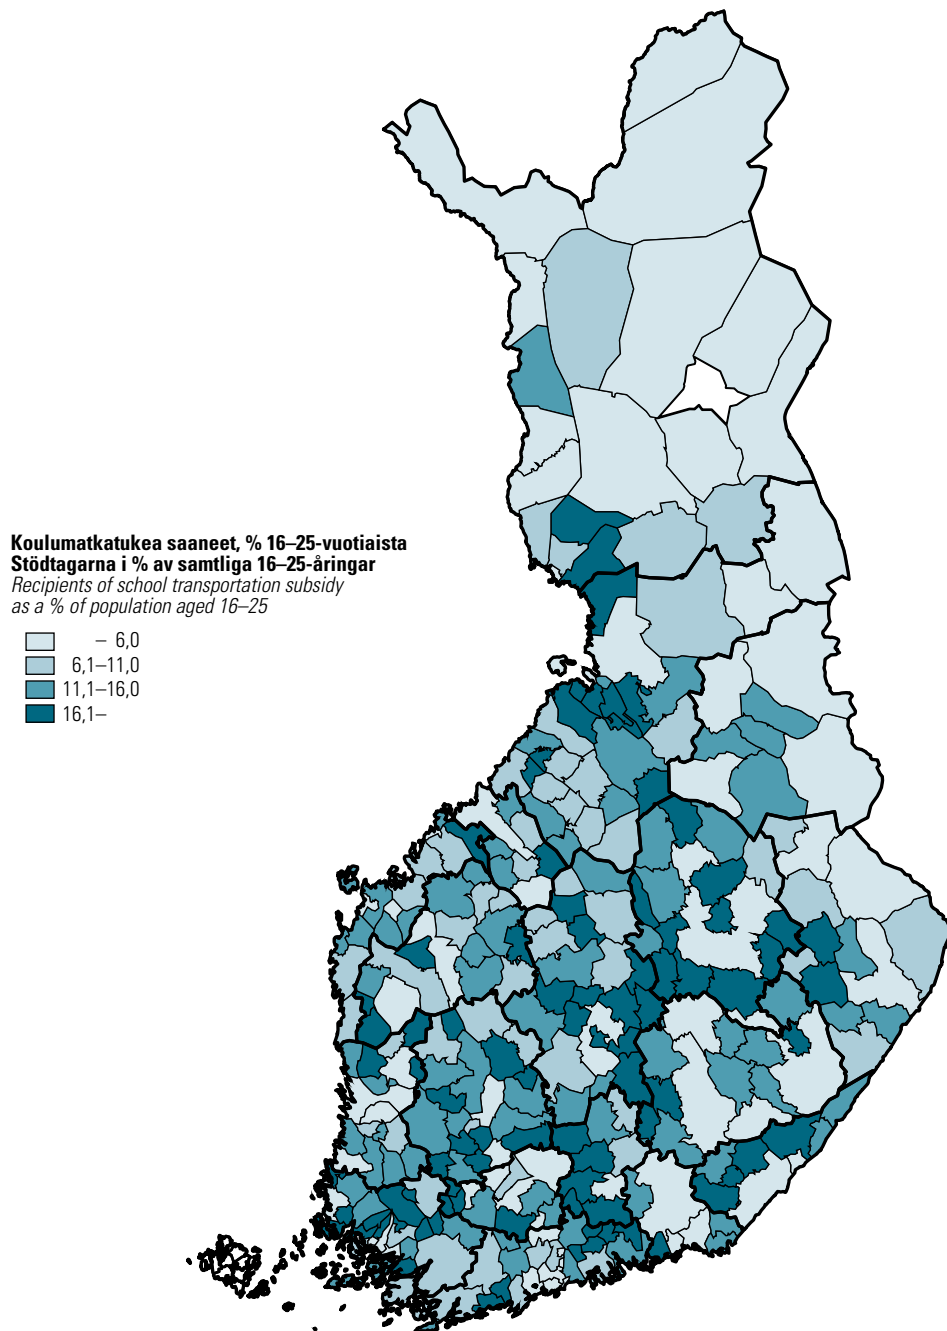 Koulumatkatukea saaneet, % 16–25-vuotiaista
Stödtagarna i % av samtliga 16–25-åringar
Recipients of school transportation subsidy
as a % of population aged 16–25
– 6,0
6,1–11,0
11,1–16,0
16,1–